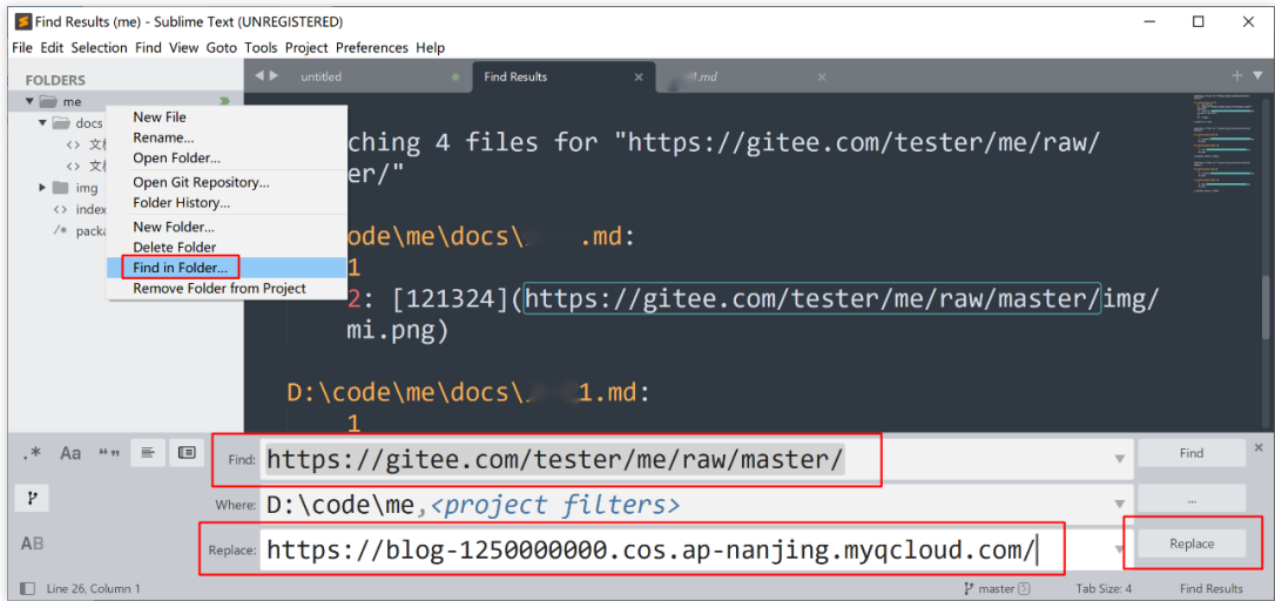 Find Results (me) - Sublime Text (UNREGISTERED)
File Edit Selection Find View Goto Tools Project Preferences Help
FOLDERS
untitled
Find Results
.md
me
docs
文
文
img
index
/* packa
New File
Rename...
Open Folder...
Open Git Repository...
Folder History...
New Folder...
Delete Folder
Find in Folder...
Remove Folder from Project
ching 4 files for "https://gitee.com/tester/me/raw/
er/"
ode\me\docs\ .md:
1
2: [121324](https://gitee.com/tester/me/raw/master/img/
mi.png)
D:\code\me\docs\ 1.md:
1
.* Aa “”
Find: https://gitee.com/tester/me/raw/master/
Find
Where: D:\code\me,<project filters>
...
AB
Replace: https://blog-1250000000.cos.ap-nanjing.myqcloud.com/
Replace
Line 26, Column 1
master 5
Tab Size: 4
Find Results